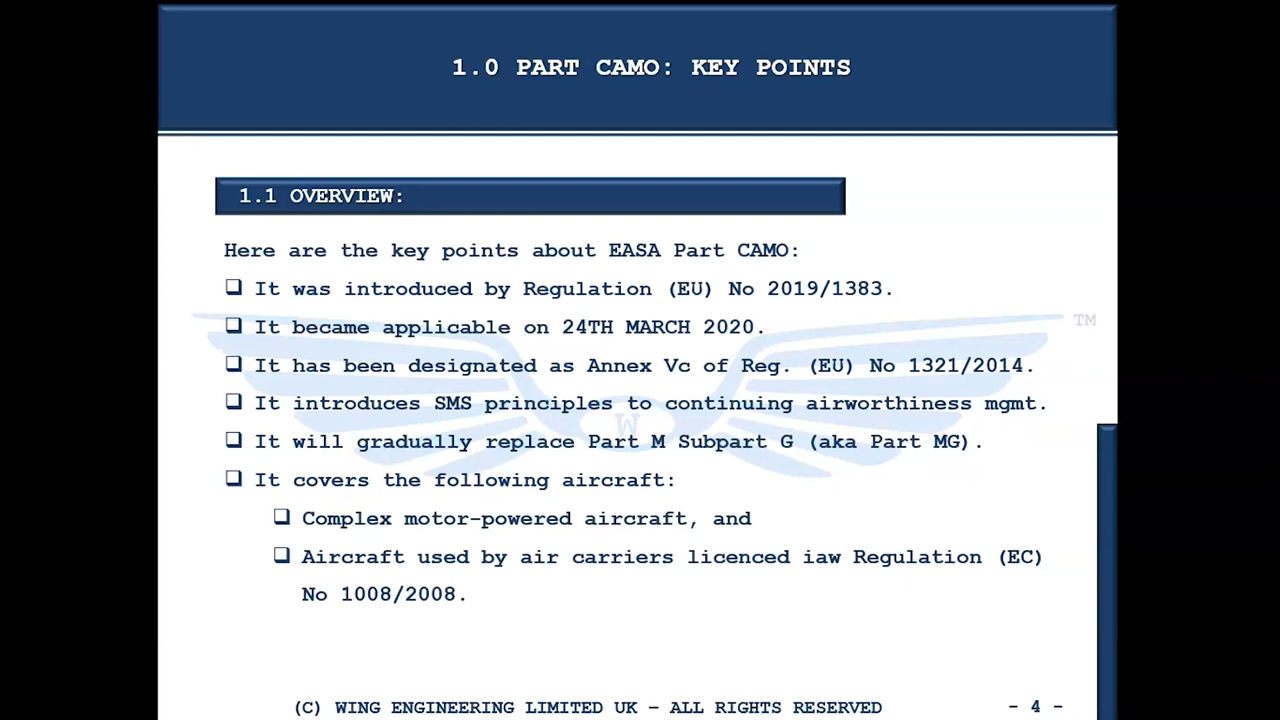 1.0 PART CAMO: KEY POINTS
1.1 OVERVIEW:
Here are the key points about EASA Part CAMO:
❑ It was introduced by Regulation (EU) No 2019/1383.
❑ It became applicable on 24TH MARCH 2020.
TM
❑ It has been designated as Annex Vc of Reg. (EU) No 1321/2014.
❑ It introduces SMS principles to continuing airworthiness mgmt.
W
❑ It will gradually replace Part M Subpart G (aka Part MG).
❑ It covers the following aircraft:
❑ Complex motor-powered aircraft, and
❑ Aircraft used by air carriers licenced iaw Regulation (EC)
No 1008/2008.
(C) WING ENGINEERING LIMITED UK – ALL RIGHTS RESERVED
- 4 -